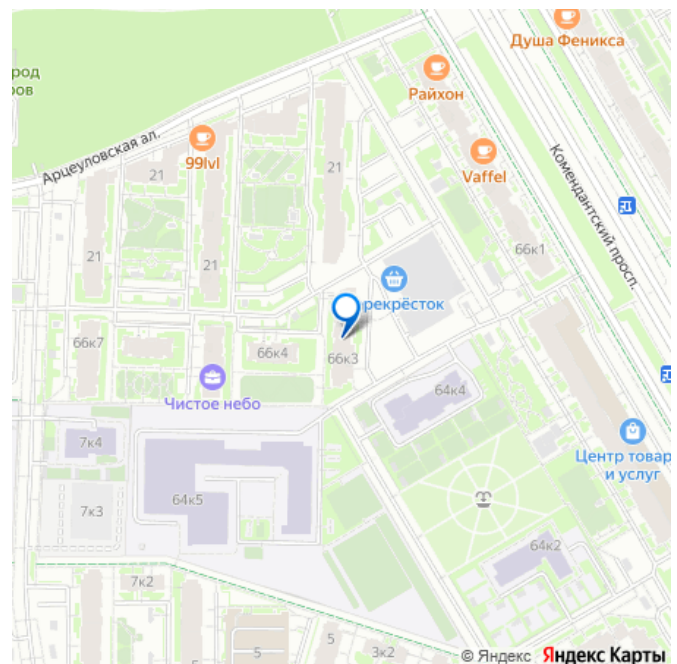 Душа Феникса
Райхон
род
ров
Арцеуловская ал.
99lvl
21
21
Vaffel
Комендантский просп.
21
21
66к1
рекрёсток
66к7
66к4
66к3
Чистое небо
64к4
7к4
Центр товар
и услуг
64к5
7к3
64к2
7к2
5
5
3к2
© Яндекс Яндекс Карты